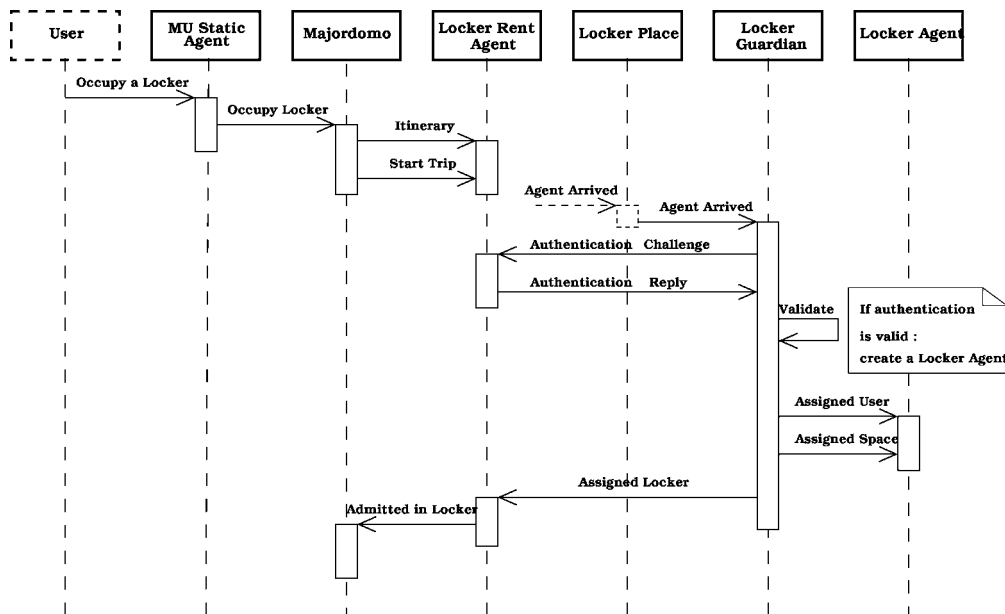 User
MU Static
Agent
Majordomo
Locker Rent
Agent
Locker Place
Locker
Guardian
Locker Agent
Occupy a Locker
Occupy Locker
Itinerary
Start Trip
Agent Arrived
Agent Arrived
Authentication Challenge
Authentication Reply
Validate
If authentication
is valid :
create a Locker Agent
Assigned User
Assigned Space
Assigned Locker
Admitted in Locker